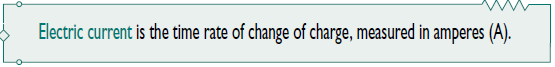 Electric current is the time rate of change of charge, measured in amperes (A).